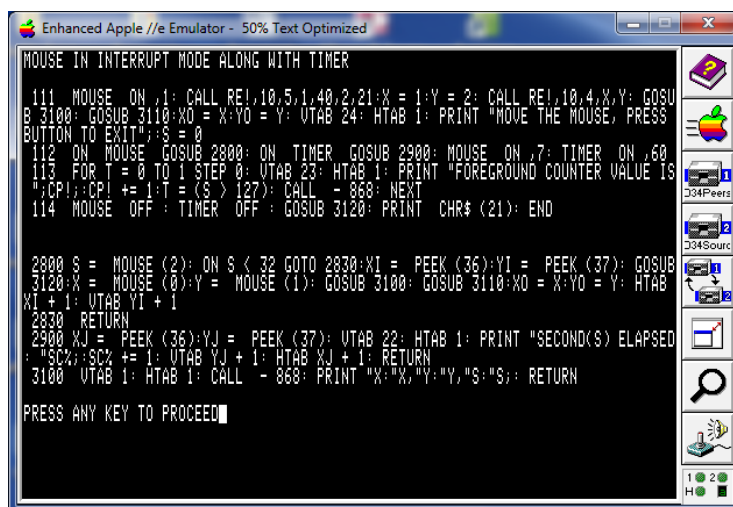 Enhanced Apple //e Emulator - 50% Text Optimized
MOUSE IN INTERRUPT MODE ALONG WITH TIMER
111  MOUSE  ON ,1: CALL RE!,10,5,1,40,2,21:X = 1:Y = 2: CALL RE!,10,4,X,Y: GOSU
B 3100: GOSUB 3110:XO = X:YO = Y: VTAB 24: HTAB 1: PRINT "MOVE THE MOUSE, PRESS
BUTTON TO EXIT";:S = 0
112  ON  MOUSE  GOSUB 2800: ON  TIMER  GOSUB 2900: MOUSE  ON ,7: TIMER  ON ,60
113  FOR T = 0 TO 1 STEP 0: VTAB 23: HTAB 1: PRINT "FOREGROUND COUNTER VALUE IS
";CP!;:CP! += 1:T = (S > 127): CALL  - 868: NEXT
114  MOUSE  OFF : TIMER  OFF : GOSUB 3120: PRINT  CHR$ (21): END
2800 S =  MOUSE (2): ON S < 32 GOTO 2830:XI =  PEEK (36):YI =  PEEK (37): GOSUB
3120:X =  MOUSE (0):Y =  MOUSE (1): GOSUB 3100: GOSUB 3110:XO = X:YO = Y: HTAB
XI + 1: VTAB YI + 1
2830  RETURN
2900 XJ =  PEEK (36):YJ =  PEEK (37): VTAB 22: HTAB 1: PRINT "SECOND(S) ELAPSED
: "SC%;:SC% += 1: VTAB YJ + 1: HTAB XJ + 1: RETURN
3100  VTAB 1: HTAB 1: CALL  - 868: PRINT "X:"X,"Y:"Y,"S:"S;: RETURN
PRESS ANY KEY TO PROCEED
1
D34Peers
2
D34Sourc
1
2
1 2
H